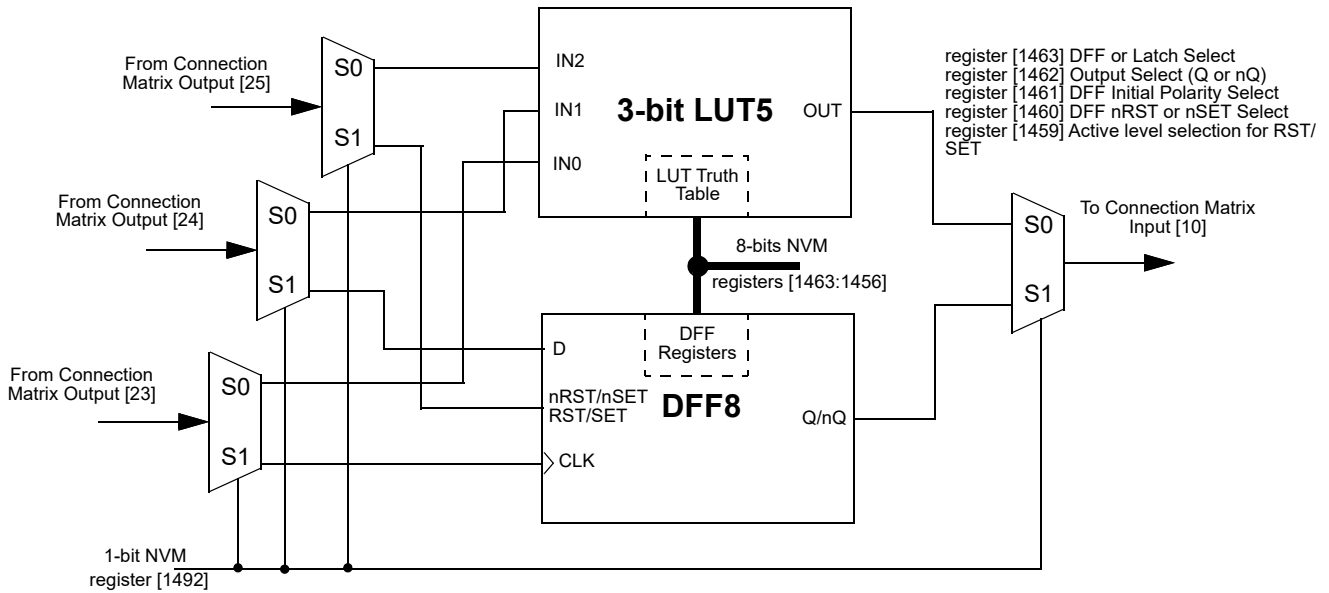 From Connection
Matrix Output [25]
S0
S1
From Connection
Matrix Output [24]
S0
S1
From Connection
Matrix Output [23]
S0
S1
1-bit NVM
register [1492]
IN2
IN1
IN0
3-bit LUT5
OUT
LUT Truth
Table
8-bits NVM
registers [1463:1456]
DFF
Registers
D
nRST/nSET
RST/SET
CLK
DFF8
Q/nQ
register [1463] DFF or Latch Select
register [1462] Output Select (Q or nQ)
register [1461] DFF Initial Polarity Select
register [1460] DFF nRST or nSET Select
register [1459] Active level selection for RST/
SET
S0
S1
To Connection Matrix
Input [10]